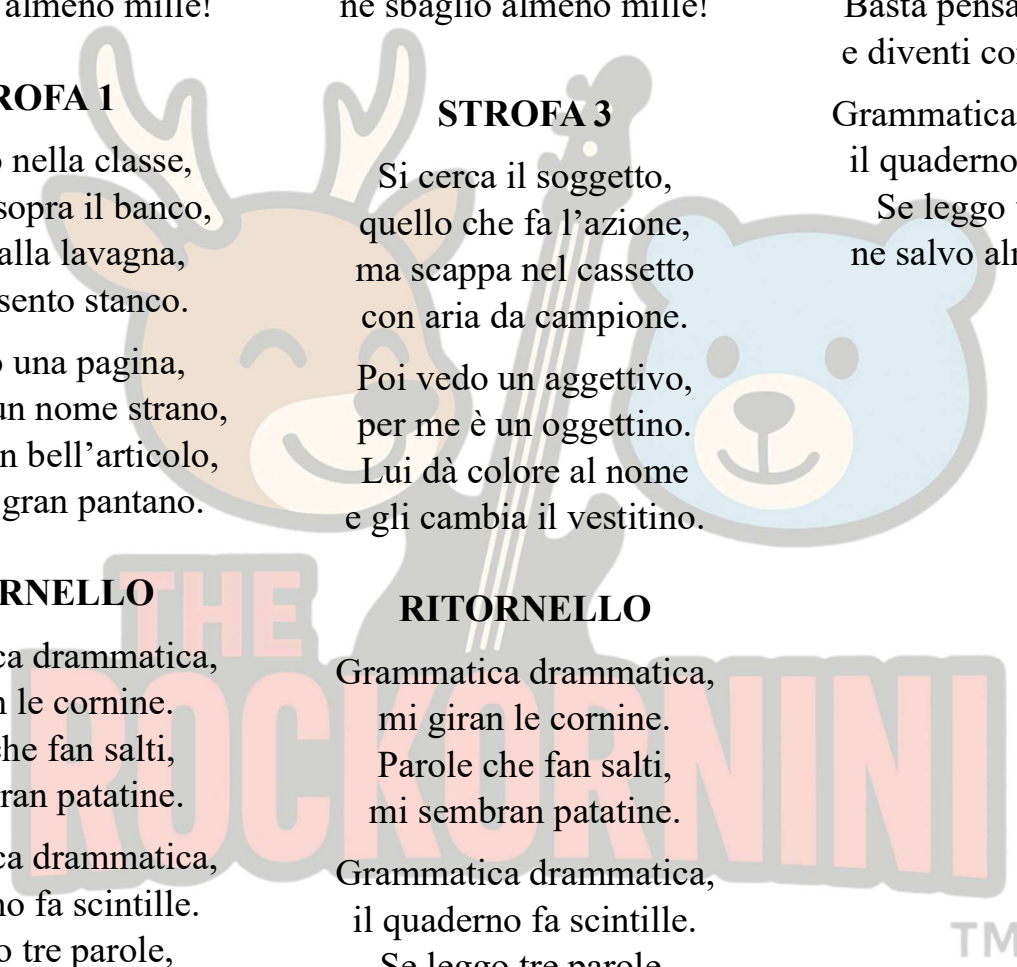 almeno mille!
ROFA 1
nella classe,
sopra il banco,
alla lavagna,
sento stanco.
una pagina,
un nome strano,
n bell’articolo,
gran pantano.
RNELLO
ca drammatica,
n le cornine.
che fan salti,
ran patatine.
ca drammatica,
no fa scintille.
o tre parole,
ne sbaglio almeno mille!
STROFA 3
Si cerca il soggetto,
quello che fa l’azione,
ma scappa nel cassetto
con aria da campione.
Poi vedo un aggettivo,
per me è un oggettino.
Lui dà colore al nome
e gli cambia il vestitino.
RITORNELLO
Grammatica drammatica,
mi giran le cornine.
Parole che fan salti,
mi sembran patatine.
Grammatica drammatica,
il quaderno fa scintille.
Se leggo tre parole
Basta pensa
e diventi co
Grammatica
il quaderno
Se leggo
ne salvo al
THE
ROCKORNINI
TM